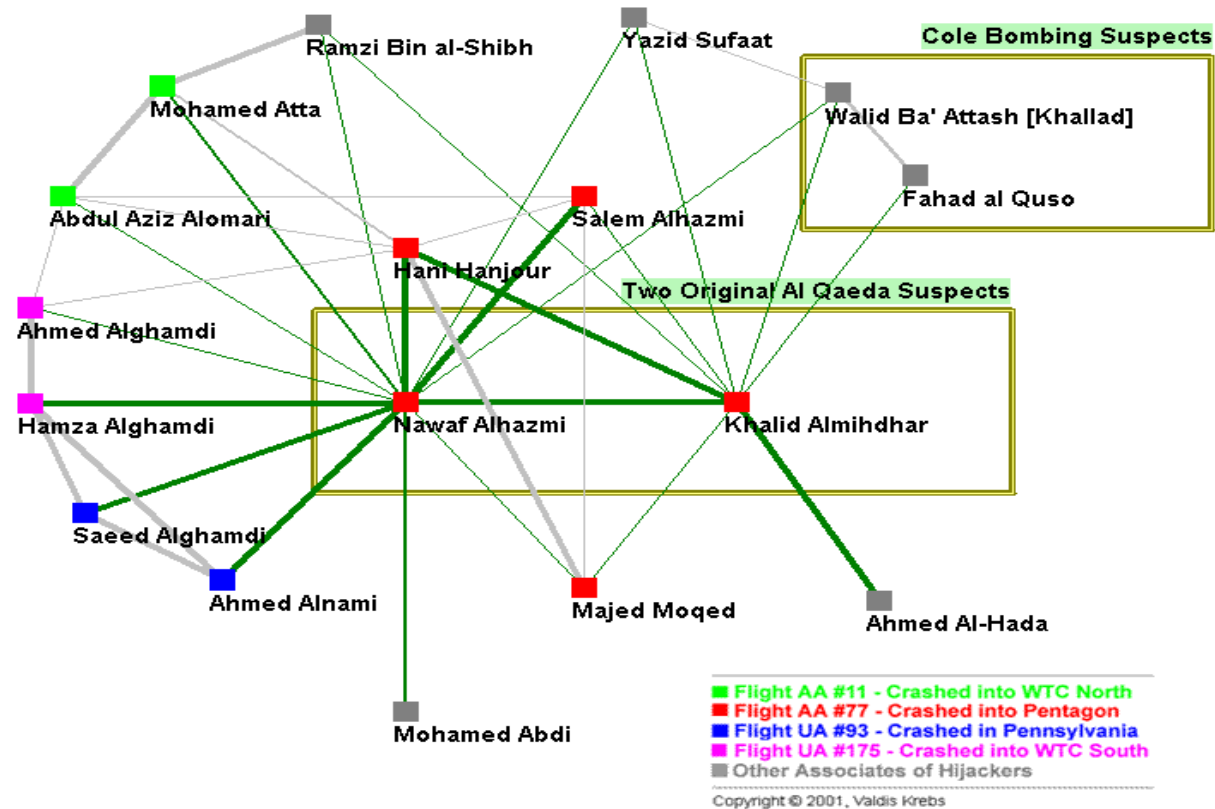 Ramzi Bin al-Shibh
Yazid Sufaat
Cole Bombing Suspects
Mohamed Atta
Walid Ba' Attash [Khallad]
Abdul Aziz Alomari
Salem Alhazmi
Fahad al Quso
Hani Hanjour
Two Original Al Qaeda Suspects
Ahmed Alghamdi
Hamza Alghamdi
Nawaf Alhazmi
Khalid Almihdhar
Saeed Alghamdi
Ahmed Alnami
Majed Moqed
Ahmed Al-Hada
Mohamed Abdi
Flight AA #11 - Crashed into WTC North
Flight AA #77 - Crashed into Pentagon
Flight UA #93 - Crashed in Pennsylvania
Flight UA #175 - Crashed into WTC South
Other Associates of Hijackers
Copyright © 2001, Valdis Krebs